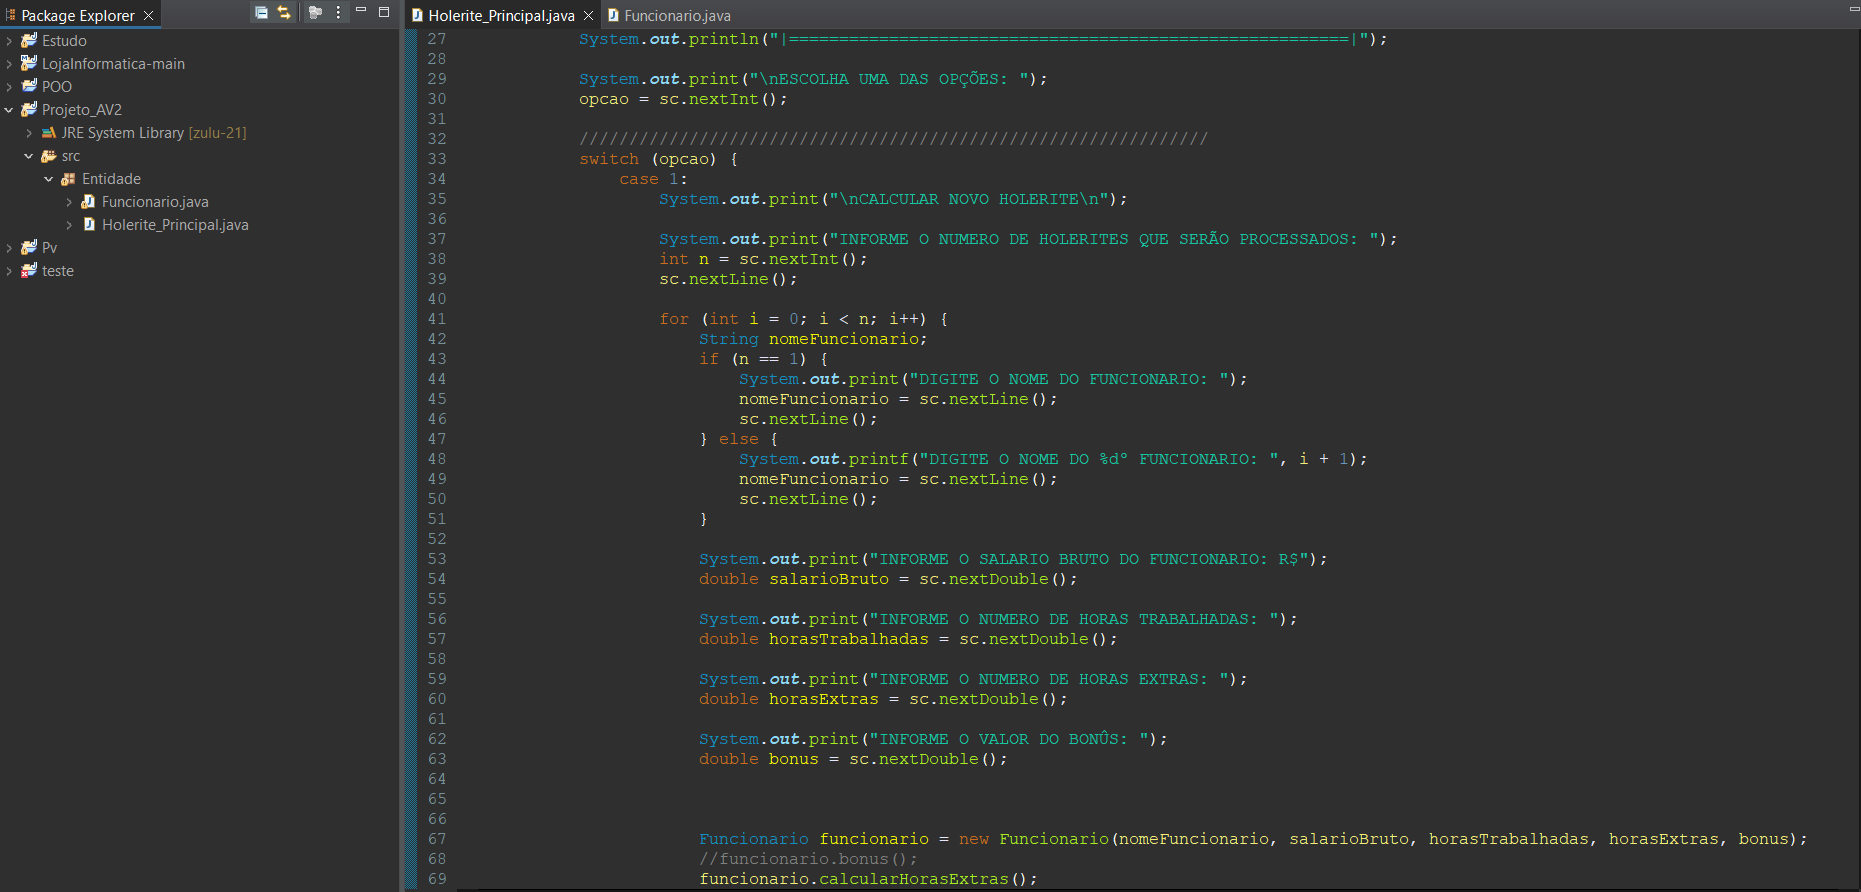 Package Explorer
Estudo
LojaInformatica-main
POO
Projeto_AV2
JRE System Library [zulu-21]
src
Entidade
Funcionario.java
Holerite_Principal.java
Pv
teste
Holerite_Principal.java
Funcionario.java
27 System.out.println("|========================================================|");
28
29 System.out.print("\nESCOLHA UMA DAS OPÇÕES: ");
30 opcao = sc.nextInt();
31
32 ///////////////////////////////////////////////////////////////
33 switch (opcao) {
34 case 1:
35 System.out.print("\nCALCULAR NOVO HOLERITE\n");
36
37 System.out.print("INFORME O NUMERO DE HOLERITES QUE SERÃO PROCESSADOS: ");
38 int n = sc.nextInt();
39 sc.nextLine();
40
41 for (int i = 0; i < n; i++) {
42 String nomeFuncionario;
43 if (n == 1) {
44 System.out.print("DIGITE O NOME DO FUNCIONARIO: ");
45 nomeFuncionario = sc.nextLine();
46 sc.nextLine();
47 } else {
48 System.out.printf("DIGITE O NOME DO %dº FUNCIONARIO: ", i + 1);
49 nomeFuncionario = sc.nextLine();
50 sc.nextLine();
51 }
52
53 System.out.print("INFORME O SALARIO BRUTO DO FUNCIONARIO: R$");
54 double salarioBruto = sc.nextDouble();
55
56 System.out.print("INFORME O NUMERO DE HORAS TRABALHADAS: ");
57 double horasTrabalhadas = sc.nextDouble();
58
59 System.out.print("INFORME O NUMERO DE HORAS EXTRAS: ");
60 double horasExtras = sc.nextDouble();
61
62 System.out.print("INFORME O VALOR DO BONÛS: ");
63 double bonus = sc.nextDouble();
64
65
66
67 Funcionario funcionario = new Funcionario(nomeFuncionario, salarioBruto, horasTrabalhadas, horasExtras, bonus);
68 //funcionario.bonus();
69 funcionario.calcularHorasExtras();